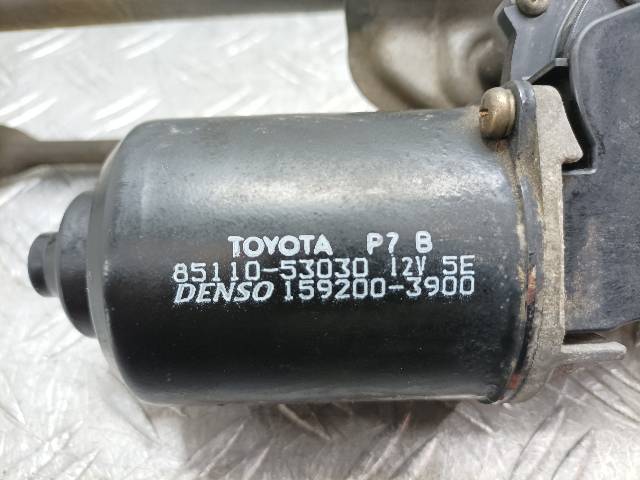 TOYOTA P7 B
85110-53030 12V 5E
DENSO 159200-3900